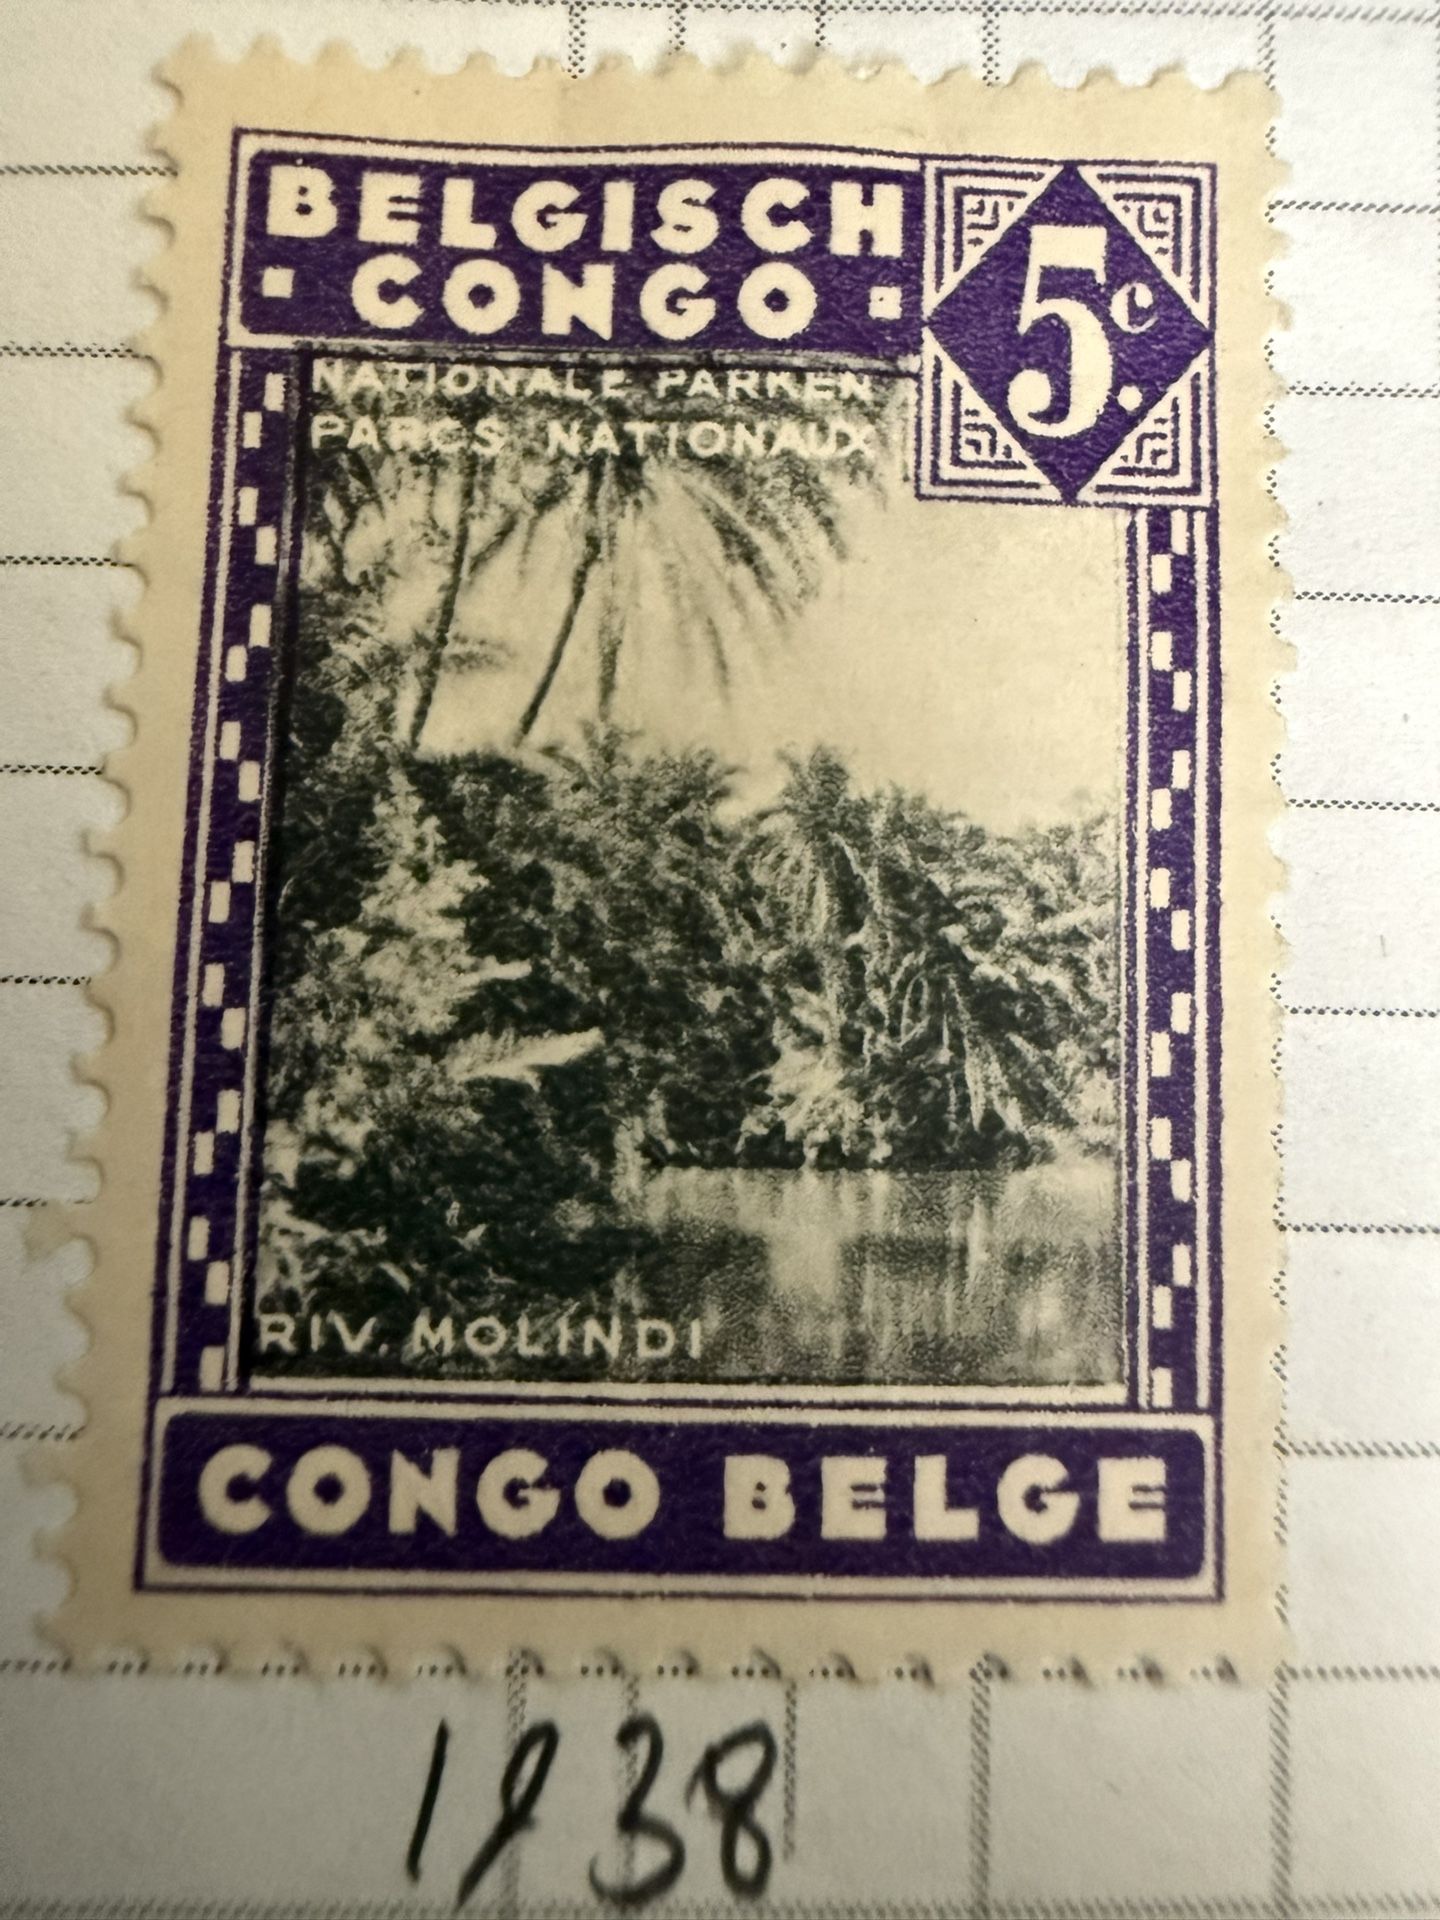 BELGISCH
· CONGO ·
5c.
NATIONALE PARKEN
PARCS NATIONAUX
RIV. MOLINDI
CONGO BELGE
1938